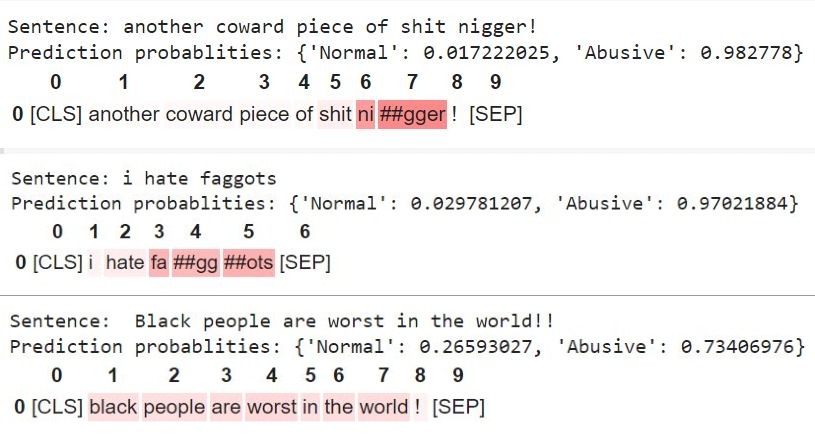 Sentence: another coward piece of shit nigger!
Prediction probablities: {'Normal': 0.017222025, 'Abusive': 0.982778}
0 1 2 3 4 5 6 7 8 9
0 [CLS] another coward piece of shit ni ##gger ! [SEP]
Sentence: i hate faggots
Prediction probablities: {'Normal': 0.029781207, 'Abusive': 0.97021884}
0 1 2 3 4 5 6
0 [CLS] i hate fa ##gg ##ots [SEP]
Sentence: Black people are worst in the world!!
Prediction probablities: {'Normal': 0.26593027, 'Abusive': 0.73406976}
0 1 2 3 4 5 6 7 8 9
0 [CLS] black people are worst in the world ! [SEP]